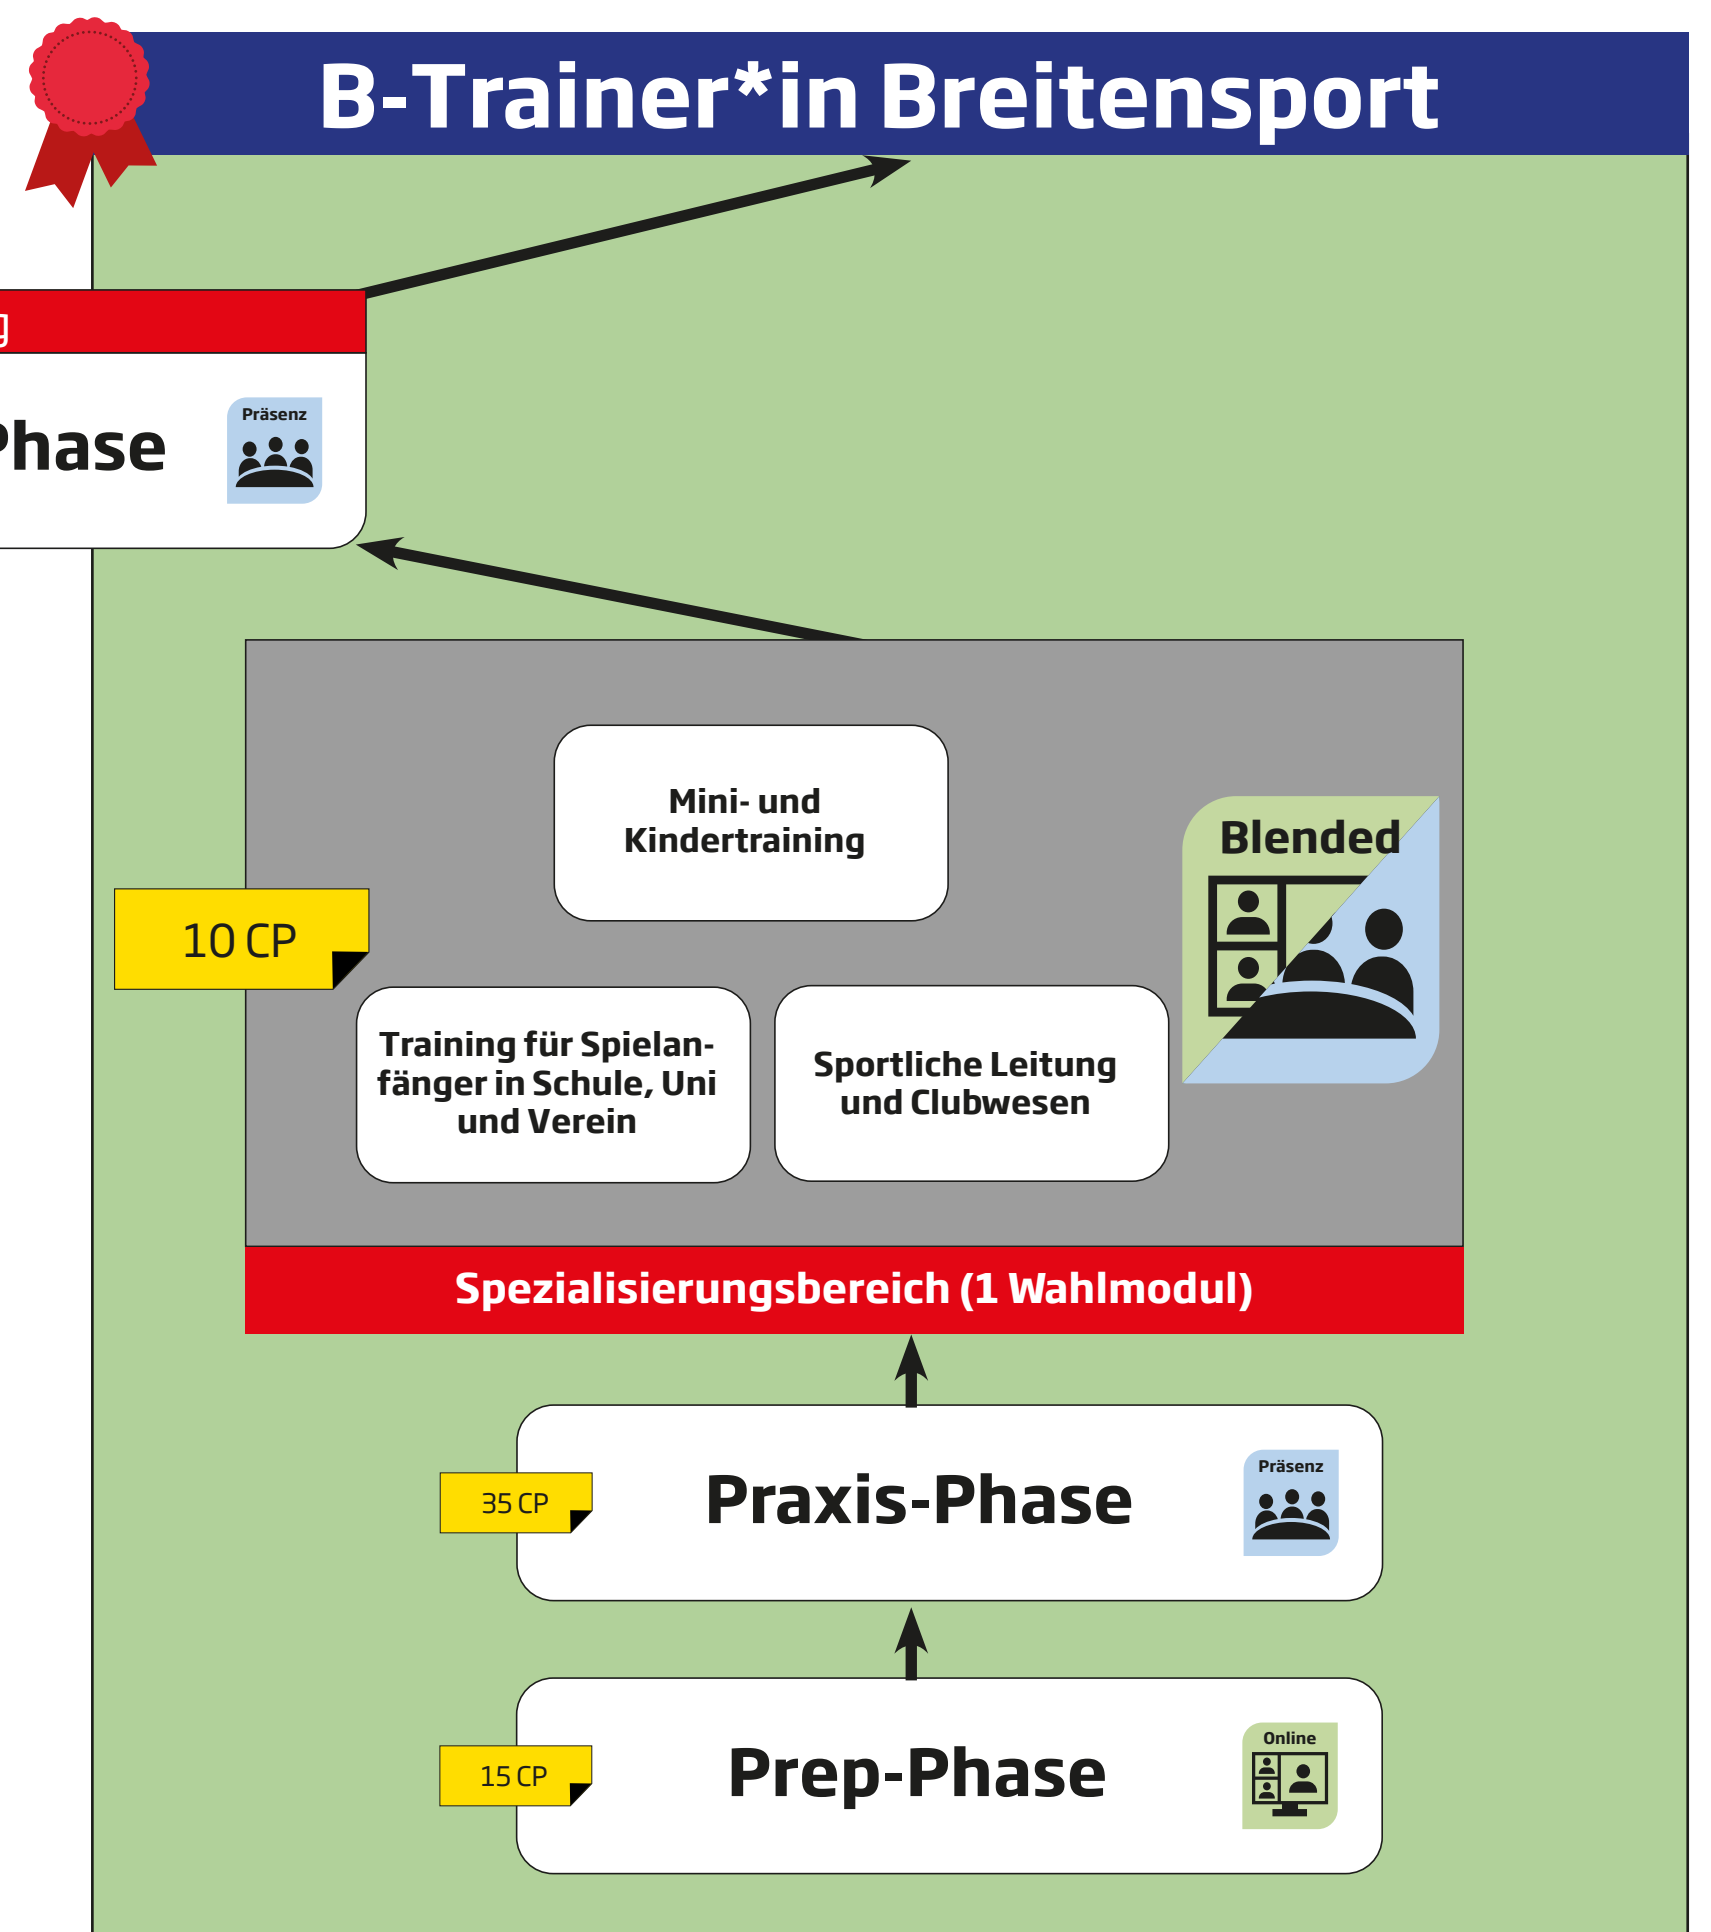 B-Trainer*in Breitensport
g
Phase
Präsenz
Mini- und
Kindertraining
Blended
10 CP
Training für Spielan-
fänger in Schule, Uni
und Verein
Sportliche Leitung
und Clubwesen
Spezialisierungsbereich (1 Wahlmodul)
35 CP
Praxis-Phase
Präsenz
15 CP
Prep-Phase
Online